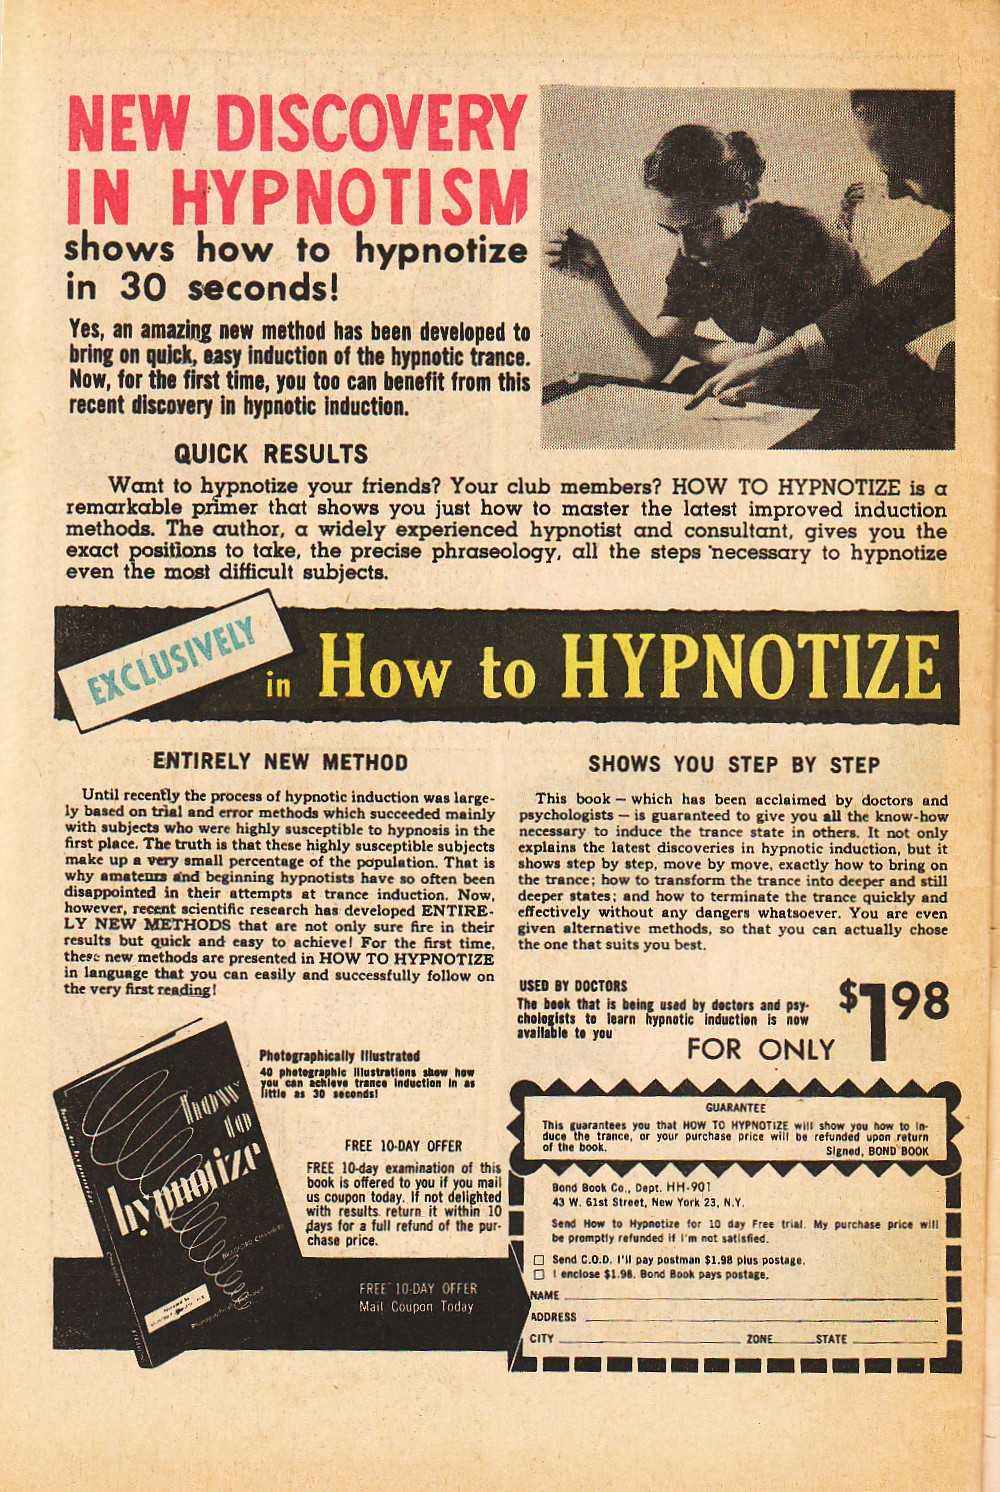 NEW DISCOVERY
IN HYPNOTISM
shows how to hypnotize
in 30 seconds!
Yes, an amazing new method has been developed to
bring on quick, easy induction of the hypnotic trance.
Now, for the first time, you too can benefit from this
recent discovery in hypnotic induction.
QUICK RESULTS
Want to hypnotize your friends? Your club members? HOW TO HYPNOTIZE is a
remarkable primer that shows you just how to master the latest improved induction
methods. The author, a widely experienced hypnotist and consultant, gives you the
exact positions to take, the precise phraseology, all the steps necessary to hypnotize
even the most difficult subjects.
EXCLUSIVELY
in How to HYPNOTIZE
ENTIRELY NEW METHOD
Until recently the process of hypnotic induction was large-
ly based on trial and error methods which succeeded mainly
with subjects who were highly susceptible to hypnosis in the
first place. The truth is that these highly susceptible subjects
make up a very small percentage of the population. That is
why amateurs and beginning hypnotists have so often been
disappointed in their attempts at trance induction. Now,
however, recent scientific research has developed ENTIRE-
LY NEW METHODS that are not only sure fire in their
results but quick and easy to achieve! For the first time,
these new methods are presented in HOW TO HYPNOTIZE
in language that you can easily and successfully follow on
the very first reading!
SHOWS YOU STEP BY STEP
This book — which has been acclaimed by doctors and
psychologists — is guaranteed to give you all the know-how
necessary to induce the trance state in others. It not only
explains the latest discoveries in hypnotic induction, but it
shows step by step, move by move, exactly how to bring on
the trance; how to transform the trance into deeper and still
deeper states; and how to terminate the trance quickly and
effectively without any dangers whatsoever. You are even
given alternative methods, so that you can actually chose
the one that suits you best.
USED BY DOCTORS
The book that is being used by doctors and psy-
chologists to learn hypnotic induction is now
available to you
FOR ONLY $1.98
how
to
hypnotize
BRADFORD CHAMBERS
Photographically Illustrated
40 photographic illustrations show how
you can achieve trance induction in as
little as 30 seconds!
FREE 10-DAY OFFER
FREE 10-day examination of this
book is offered to you if you mail
us coupon today. If not delighted
with results return it within 10
days for a full refund of the pur-
chase price.
FREE 10-DAY OFFER
Mail Coupon Today
GUARANTEE
This guarantees you that HOW TO HYPNOTIZE will show you how to in-
duce the trance, or your purchase price will be refunded upon return
of the book. Signed, BOND BOOK
Bond Book Co., Dept. HH-901
43 W. 61st Street, New York 23, N.Y.
Send How to Hypnotize for 10 day Free trial. My purchase price will
be promptly refunded if I'm not satisfied.
Send C.O.D. I'll pay postman $1.98 plus postage.
I enclose $1.98. Bond Book pays postage.
NAME
ADDRESS
CITY ZONE STATE